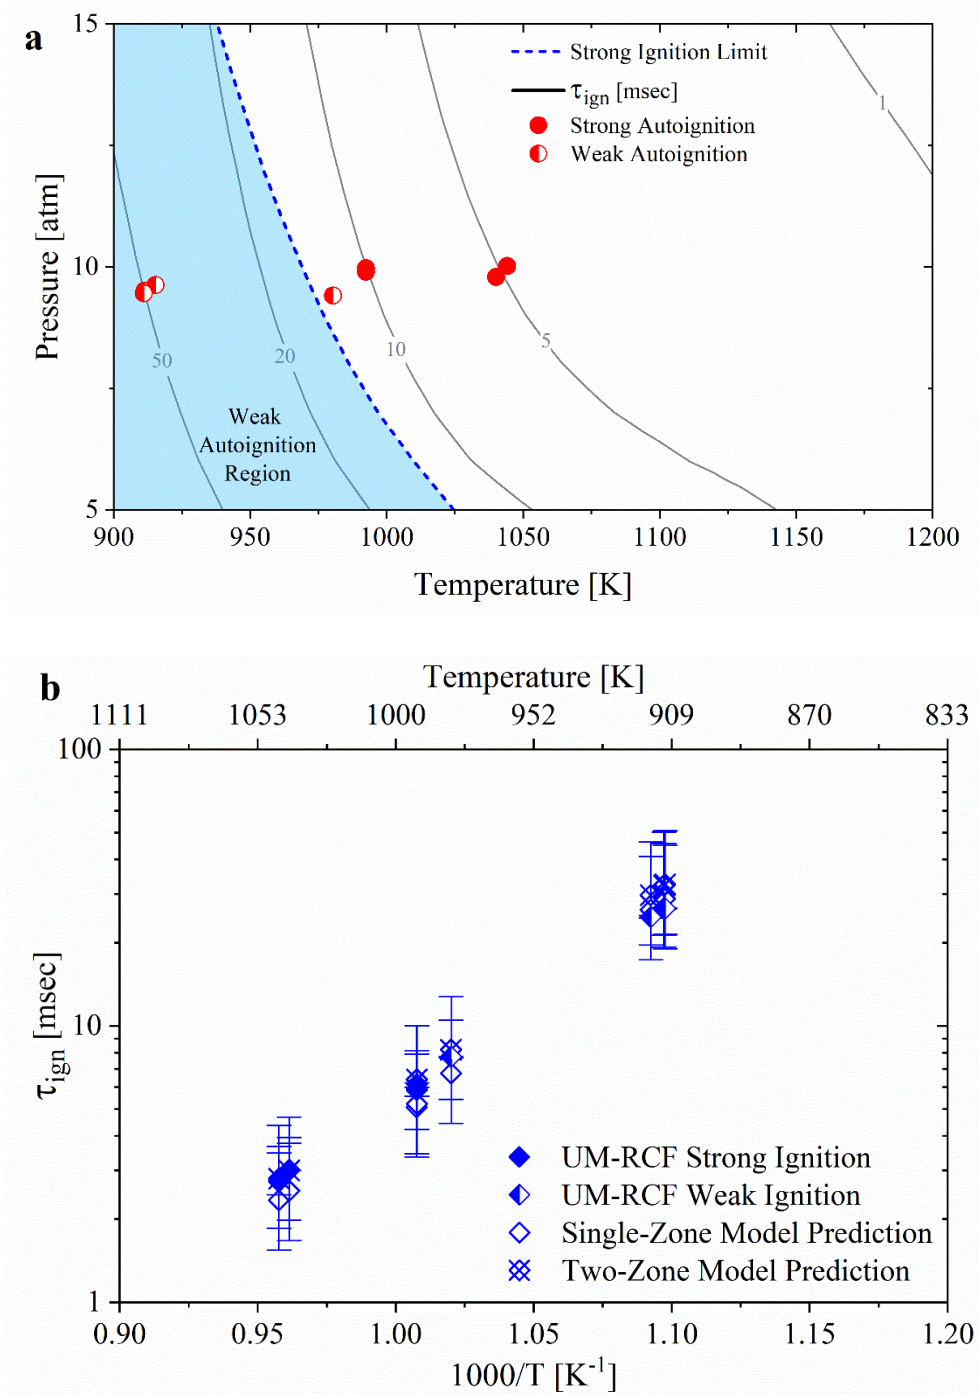 a
15
10
5
Pressure [atm]
Strong Ignition Limit
τign [msec]
Strong Autoignition
Weak Autoignition
1
50
20
10
5
Weak
Autoignition
Region
900
950
1000
1050
1100
1150
1200
Temperature [K]
b
Temperature [K]
1111
1053
1000
952
909
870
833
100
10
1
τign [msec]
UM-RCF Strong Ignition
UM-RCF Weak Ignition
Single-Zone Model Prediction
Two-Zone Model Prediction
0.90
0.95
1.00
1.05
1.10
1.15
1.20
1000/T [K⁻¹]